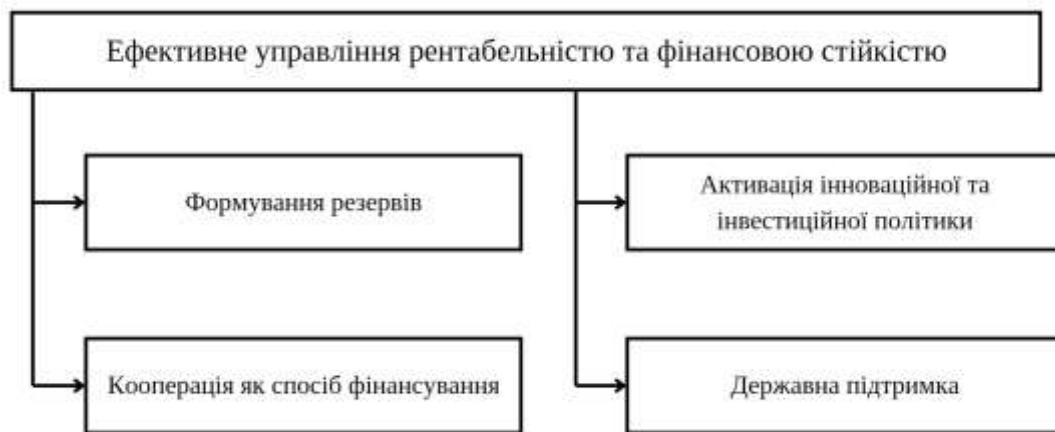 Ефективне управління рентабельністю та фінансовою стійкістю
Формування резервів
Активація інноваційної та
інвестиційної політики
Кооперація як спосіб фінансування
Державна підтримка